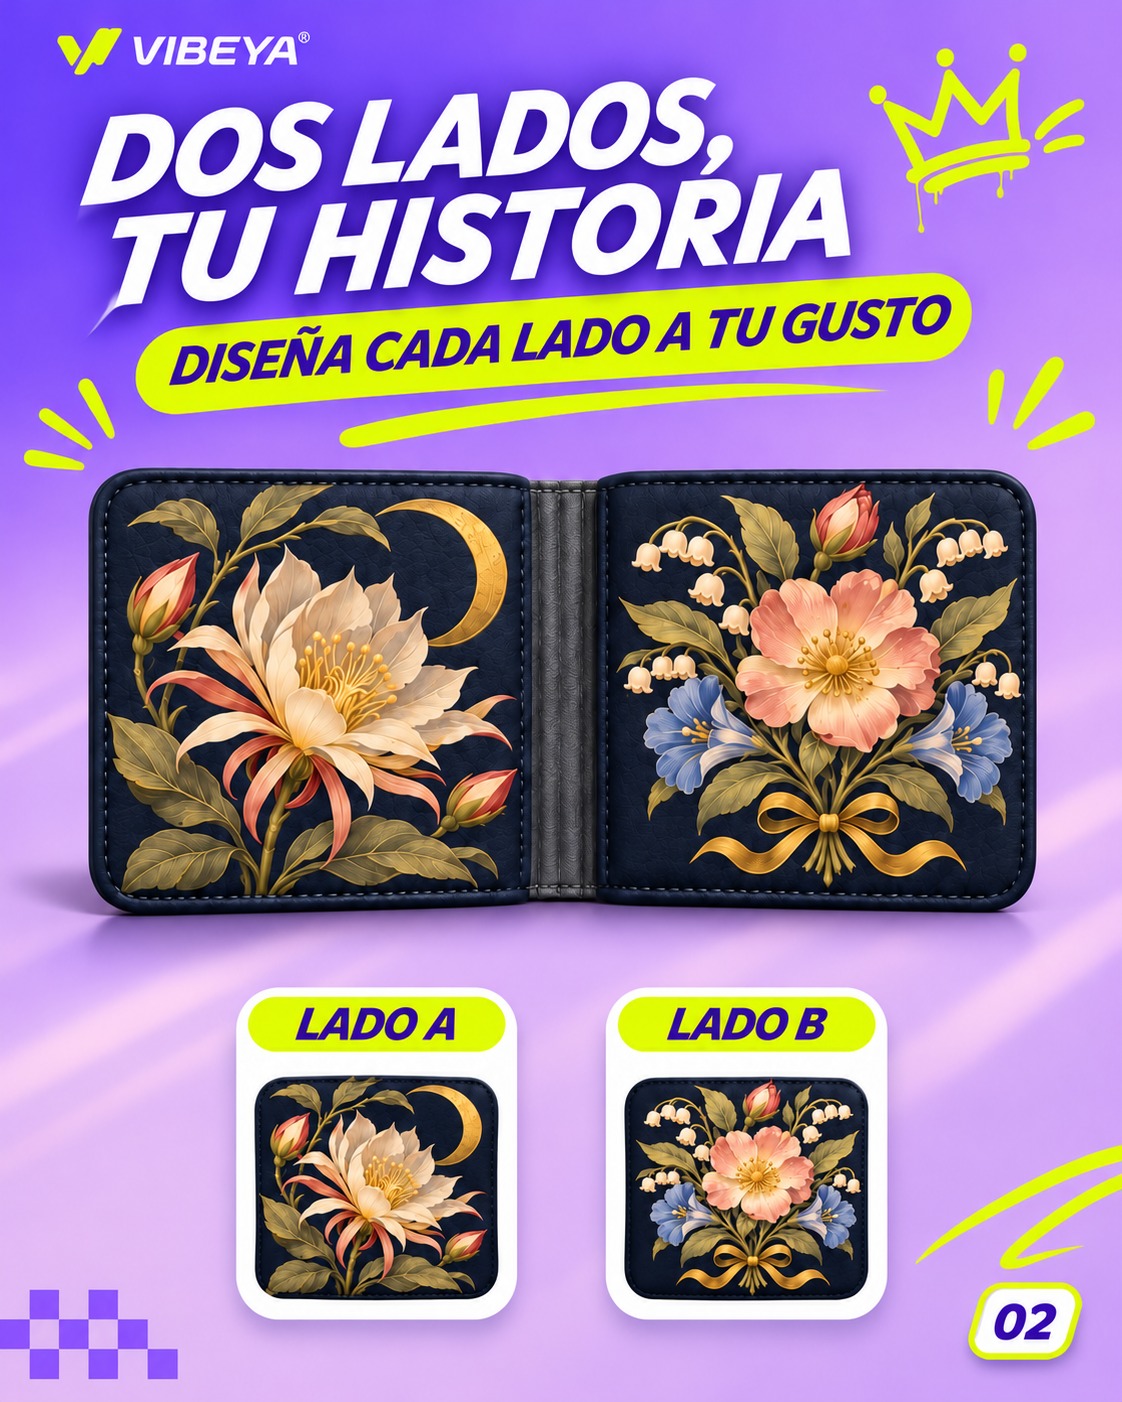 VIBEYA®
DOS LADOS,
TU HISTORIA
DISEÑA CADA LADO A TU GUSTO
LADO A
LADO B
02